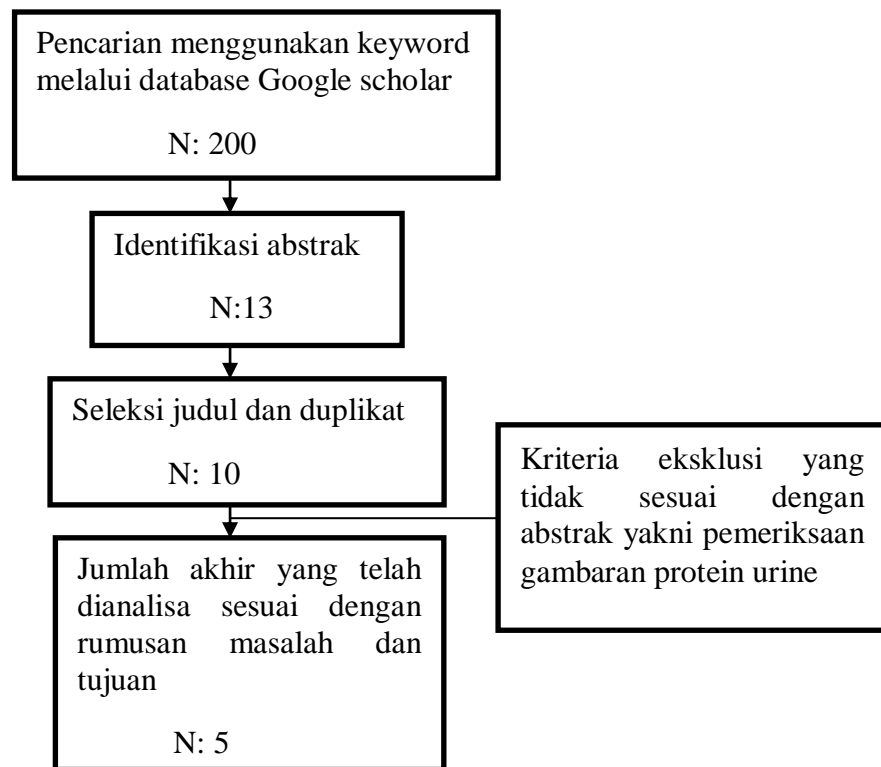 Pencarian menggunakan keyword
melalui database Google scholar
N: 200
Identifikasi abstrak
N:13
Seleksi judul dan duplikat
N: 10
Kriteria eksklusi yang
tidak sesuai dengan
abstrak yakni pemeriksaan
gambaran protein urine
Jumlah akhir yang telah
dianalisa sesuai dengan
rumusan masalah dan
tujuan
N: 5